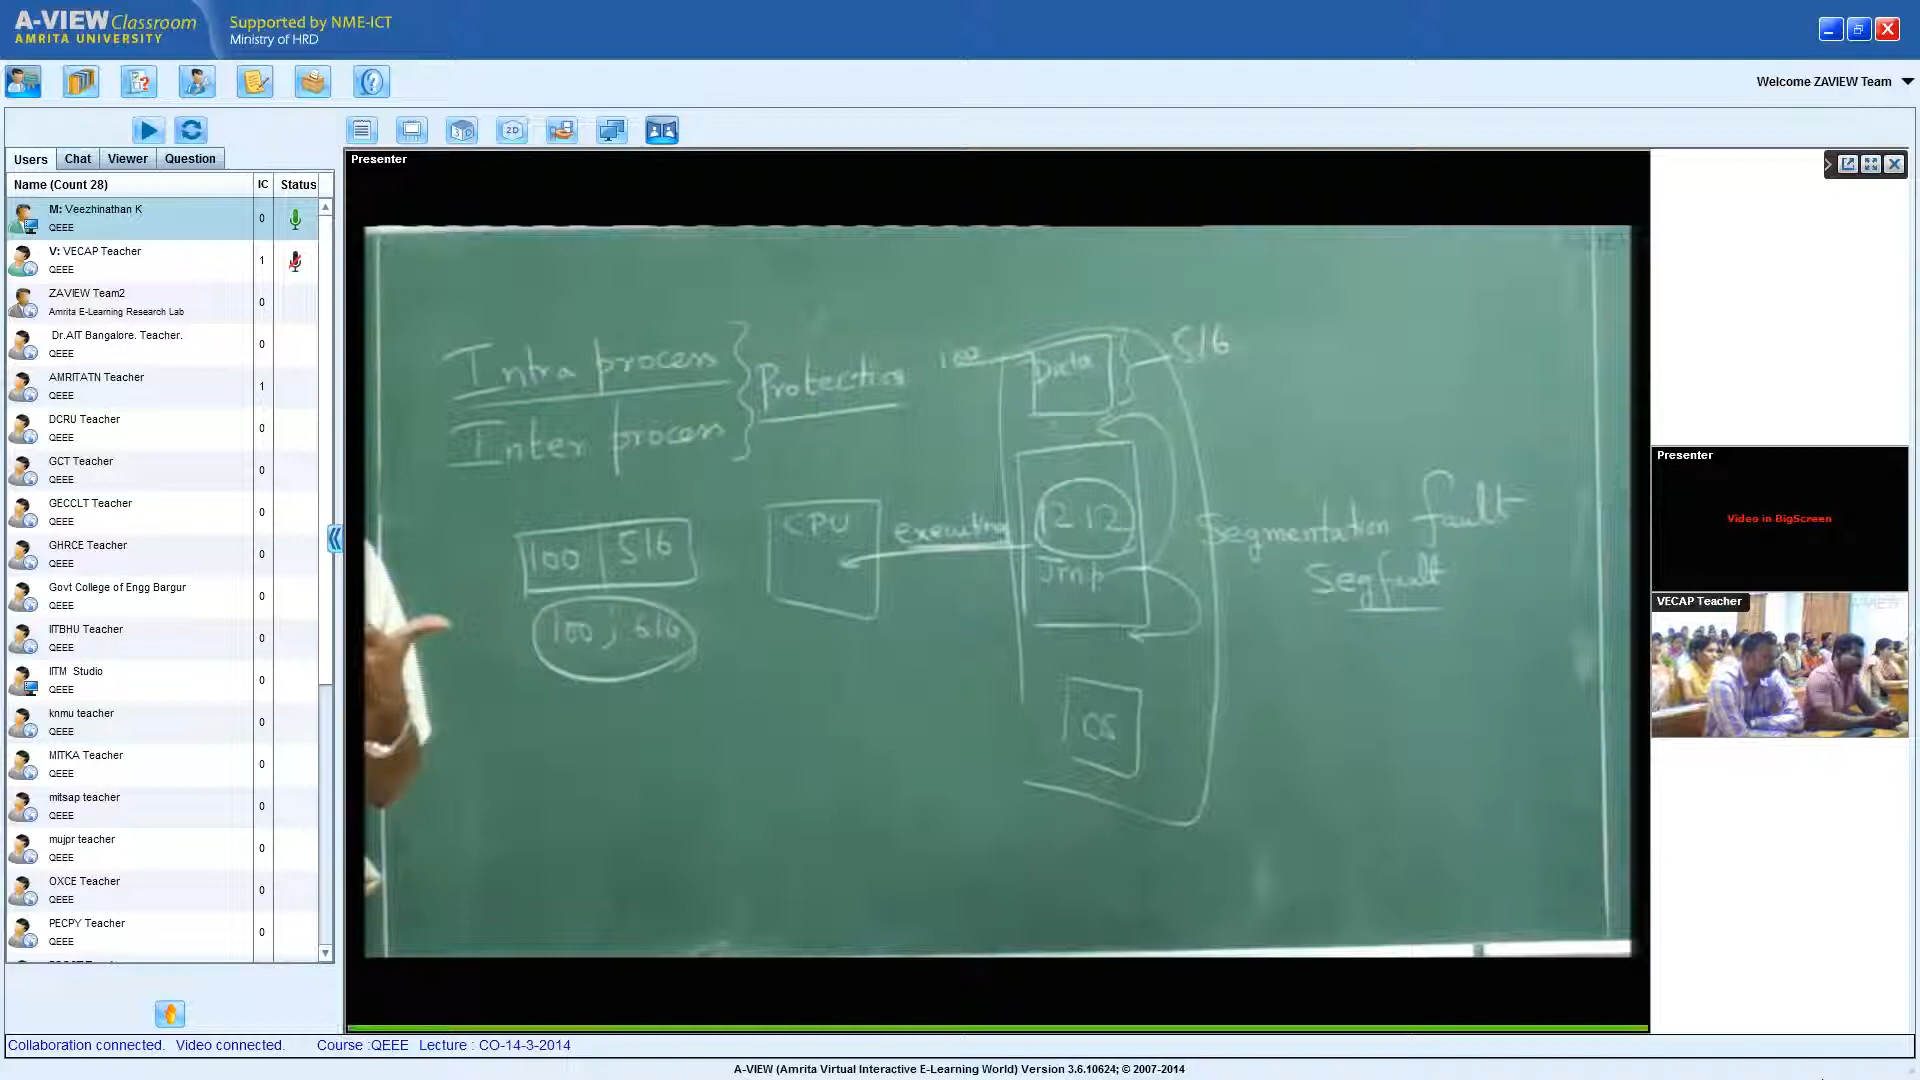 A-VIEW Classroom
AMRITA UNIVERSITY
Supported by NME-ICT
Ministry of HRD
Welcome ZAVIEW Team
Users Chat Viewer Question
Name (Count 28) IC Status
M: Veezhinathan K
QEEE
0
V: VECAP Teacher
QEEE
1
ZAVIEW Team2
Amrita E-Learning Research Lab
0
Dr.AIT Bangalore. Teacher.
QEEE
0
AMRITATN Teacher
QEEE
1
DCRU Teacher
QEEE
0
GCT Teacher
QEEE
0
GECCLT Teacher
QEEE
0
GHRCE Teacher
QEEE
0
Govt College of Engg Bargur
QEEE
0
IITBHU Teacher
QEEE
0
IITM Studio
QEEE
0
knmu teacher
QEEE
0
MITKA Teacher
QEEE
0
mitsap teacher
QEEE
0
mujpr teacher
QEEE
0
OXCE Teacher
QEEE
0
PECPY Teacher
QEEE
0
3D
2D
Presenter
Intra process
Inter process
Protection
100
Data
516
100 516
100, 616
CPU
executing
212
Jmp
OS
Segmentation fault
Segfault
Presenter
Video in BigScreen
VECAP Teacher
Collaboration connected. Video connected. Course :QEEE Lecture : CO-14-3-2014
A-VIEW (Amrita Virtual Interactive E-Learning World) Version 3.6.10624; © 2007-2014